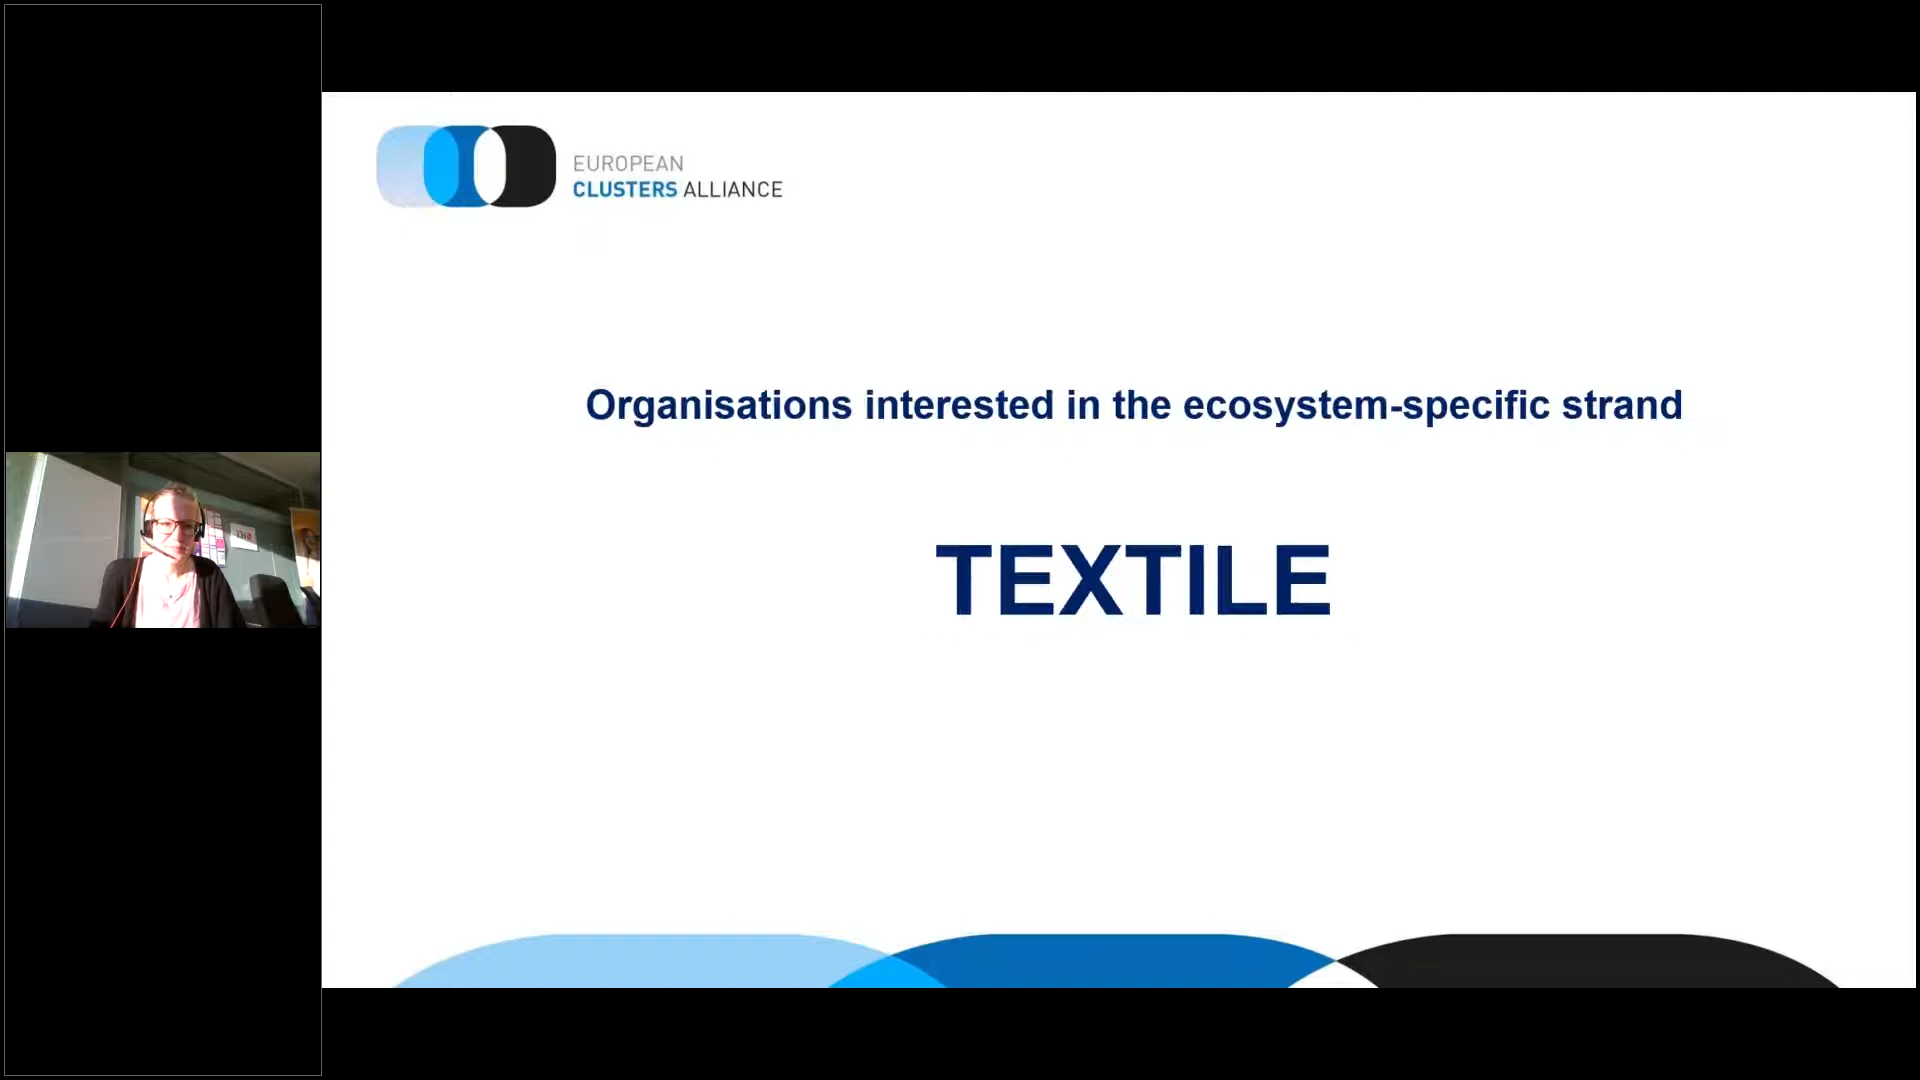 EUROPEAN
CLUSTERS ALLIANCE
Organisations interested in the ecosystem-specific strand
TEXTILE